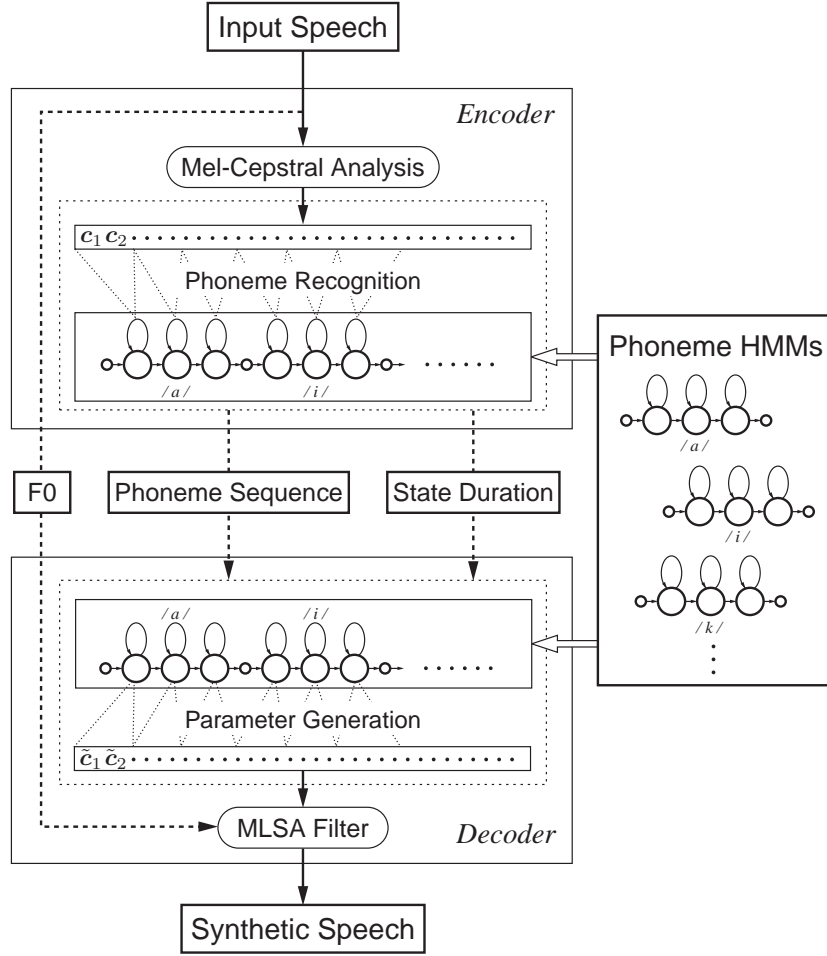 Input Speech
Encoder
Mel-Cepstral Analysis
c₁ c₂ . . . . . . . . . . . . . . . . . . . . . . . . . . . . . .
Phoneme Recognition
/a/ /i/ . . . . . .
Phoneme HMMs
/a/
/i/
/k/
F0 Phoneme Sequence State Duration
/a/ /i/
. . . . . .
Parameter Generation
c̃₁ c̃₂ . . . . . . . . . . . . . . . . . . . . . . . . . . . . . .
MLSA Filter
Decoder
Synthetic Speech